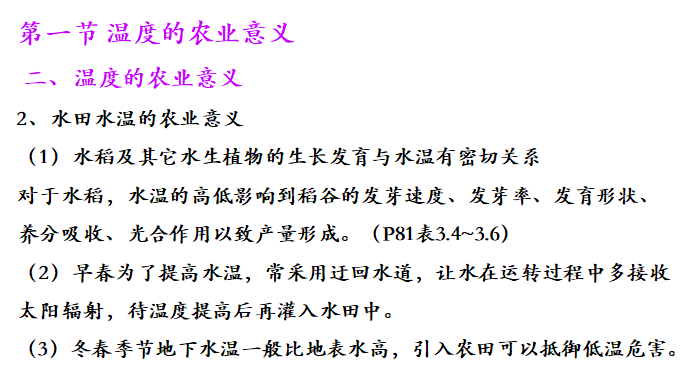 第一节 温度的农业意义
二、温度的农业意义
2、水田水温的农业意义
（1）水稻及其它水生植物的生长发育与水温有密切关系
对于水稻，水温的高低影响到稻谷的发芽速度、发芽率、发育形状、
养分吸收、光合作用以致产量形成。（P81表3.4~3.6）
（2）早春为了提高水温，常采用迂回水道，让水在运转过程中多接收
太阳辐射，待温度提高后再灌入水田中。
（3）冬春季节地下水温一般比地表水高，引入农田可以抵御低温危害。